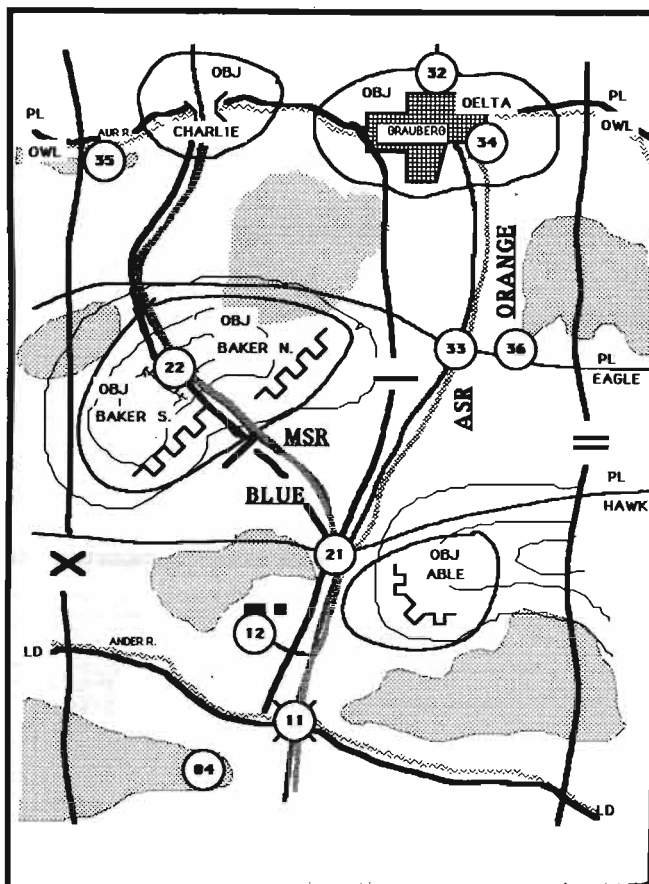 32
OBJ
OBJ
DELTA
PL
PL
AUR R.
CHARLIE
GRAUBERG
34
OWL
OWL
35
ORANGE
OBJ
BAKER N.
33
36
22
PL
EAGLE
OBJ
BAKER S.
ASR
MSR
BLUE
PL
HAWK
21
OBJ
ABLE
12
ANDER R.
LD
11
04
LD